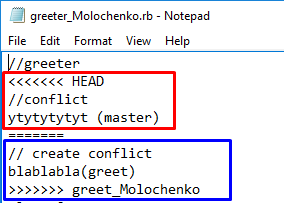 greeter_Molochenko.rb - Notepad
File Edit Format View Help
//greeter
<<<<<<< HEAD
//conflict
ytytytytyt (master)
=======
// create conflict
blablabla(greet)
>>>>>>> greet_Molochenko